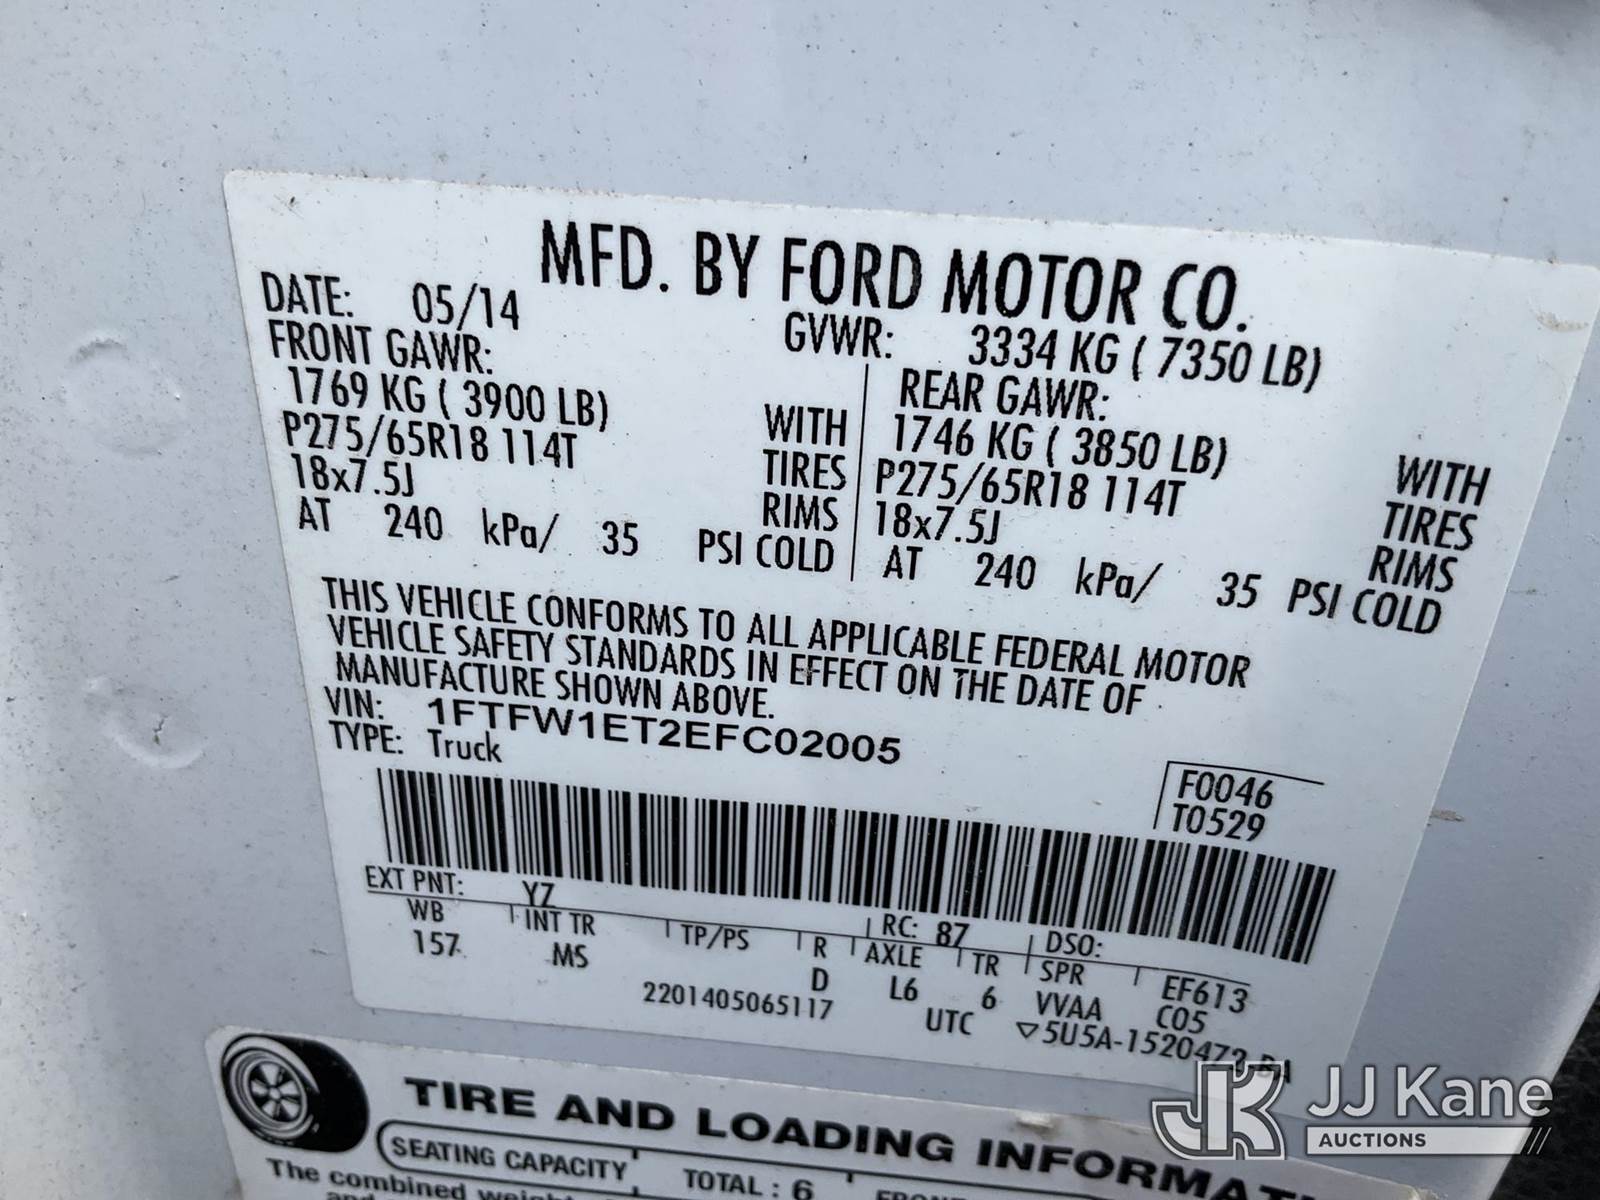 MFD. BY FORD MOTOR CO.
DATE: 05/14 GVWR: 3334 KG ( 7350 LB)
FRONT GAWR: REAR GAWR:
1769 KG ( 3900 LB) WITH 1746 KG ( 3850 LB) WITH
P275/65R18 114T TIRES P275/65R18 114T TIRES
18x7.5J RIMS 18x7.5J RIMS
AT 240 kPa/ 35 PSI COLD AT 240 kPa/ 35 PSI COLD
THIS VEHICLE CONFORMS TO ALL APPLICABLE FEDERAL MOTOR
VEHICLE SAFETY STANDARDS IN EFFECT ON THE DATE OF
MANUFACTURE SHOWN ABOVE.
VIN: 1FTFW1ET2EFC02005
TYPE: Truck
F0046
T0529
EXT PNT: YZ RC: 87 DSO:
WB INT TR TP/PS R AXLE TR SPR EF613
157 MS D L6 6 VVAA C05
2201405065117 UTC ▽5U5A-1520472-BA
TIRE AND LOADING
SEATING CAPACITY TOTAL : 6
The combined
JJ Kane
AUCTIONS